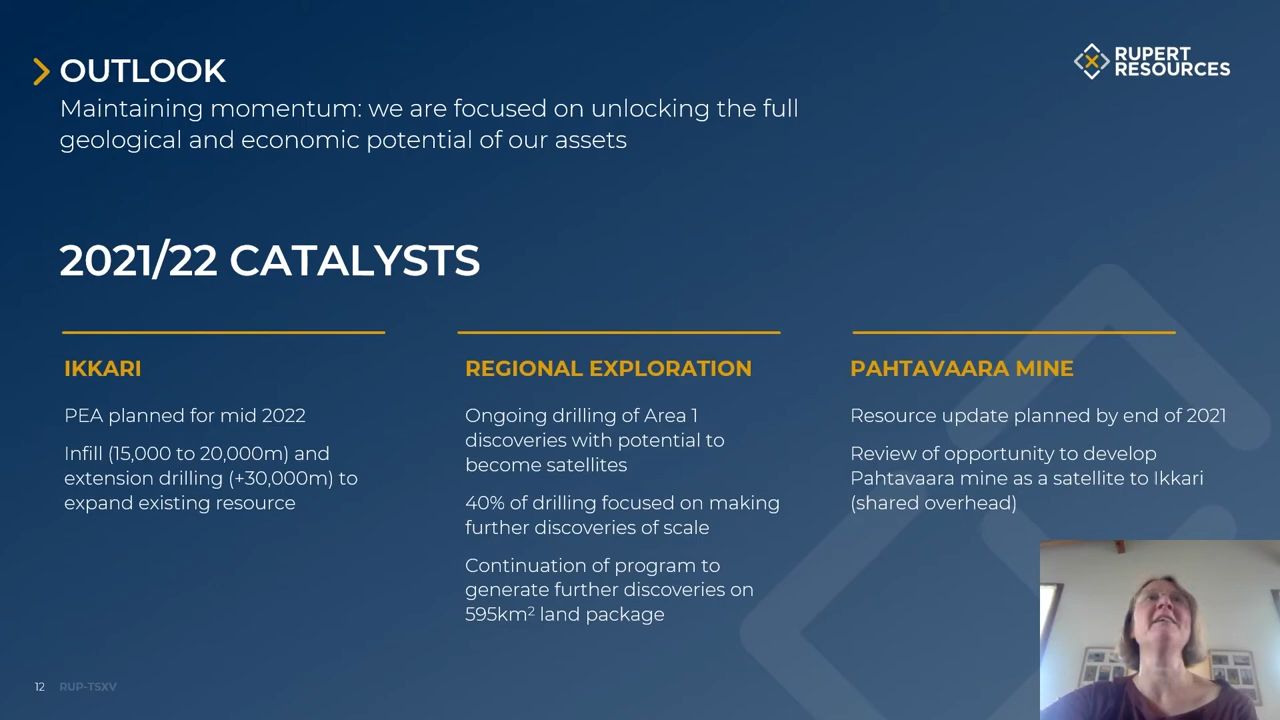 OUTLOOK
RUPERT
RESOURCES
Maintaining momentum: we are focused on unlocking the full
geological and economic potential of our assets
2021/22 CATALYSTS
IKKARI
PEA planned for mid 2022
Infill (15,000 to 20,000m) and
extension drilling (+30,000m) to
expand existing resource
REGIONAL EXPLORATION
Ongoing drilling of Area 1
discoveries with potential to
become satellites
40% of drilling focused on making
further discoveries of scale
Continuation of program to
generate further discoveries on
595km² land package
PAHTAVAARA MINE
Resource update planned by end of 2021
Review of opportunity to develop
Pahtavaara mine as a satellite to Ikkari
(shared overhead)
12 RUP-TSXV